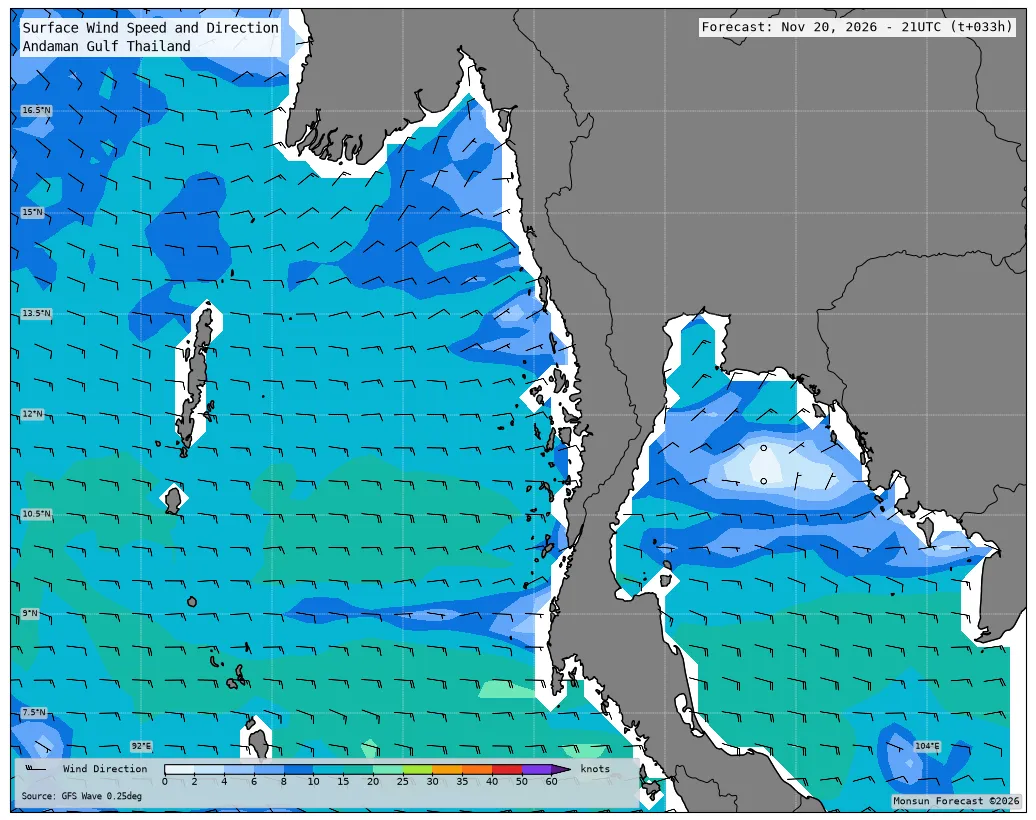 Surface Wind Speed and Direction
Andaman Gulf Thailand
Forecast: Nov 20, 2026 - 21UTC (t+033h)
16.5°N
15°N
13.5°N
12°N
10.5°N
9°N
7.5°N
92°E
104°E
Wind Direction
knots
0 2 4 6 8 10 15 20 25 30 35 40 50 60
Source: GFS Wave 0.25deg
Monsun Forecast ©2026